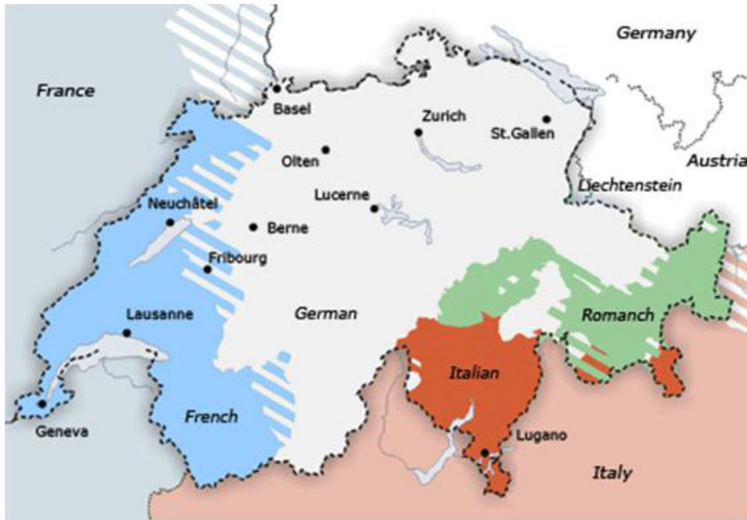 Germany
France
Basel
Zurich
St.Gallen
Austria
Olten
Liechtenstein
Neuchâtel
Lucerne
Berne
Fribourg
Lausanne
German
Romanch
Italian
French
Geneva
Lugano
Italy